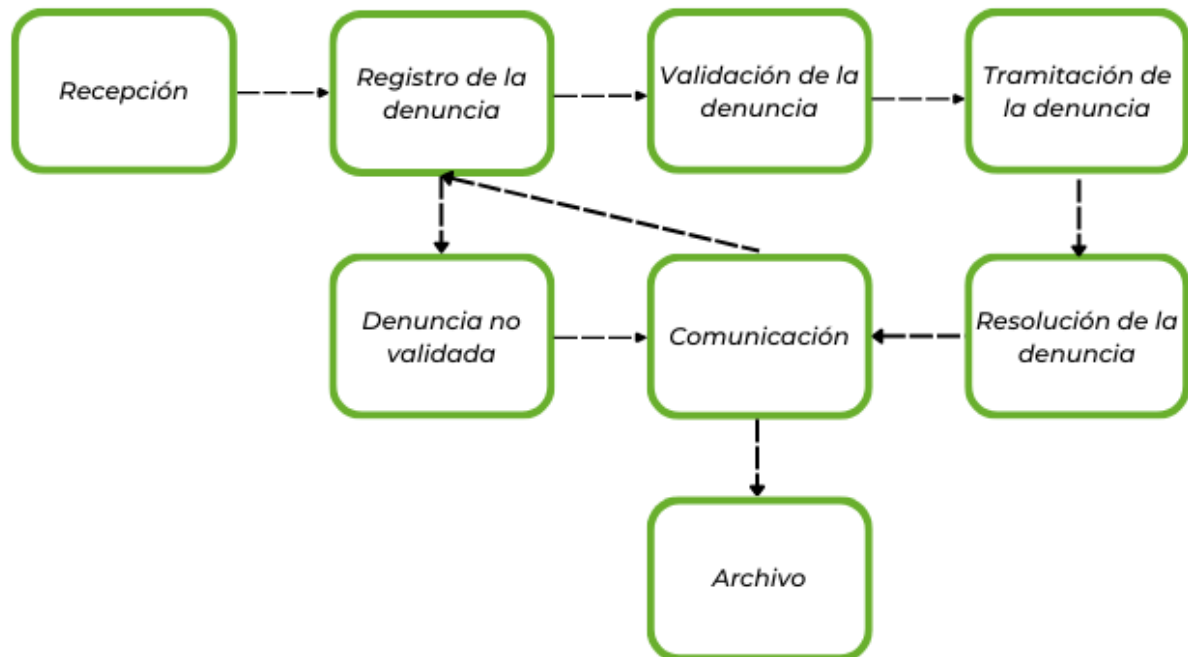 Recepción
Registro de la
denuncia
Validación de la
denuncia
Tramitación de
la denuncia
Denuncia no
validada
Comunicación
Resolución de la
denuncia
Archivo